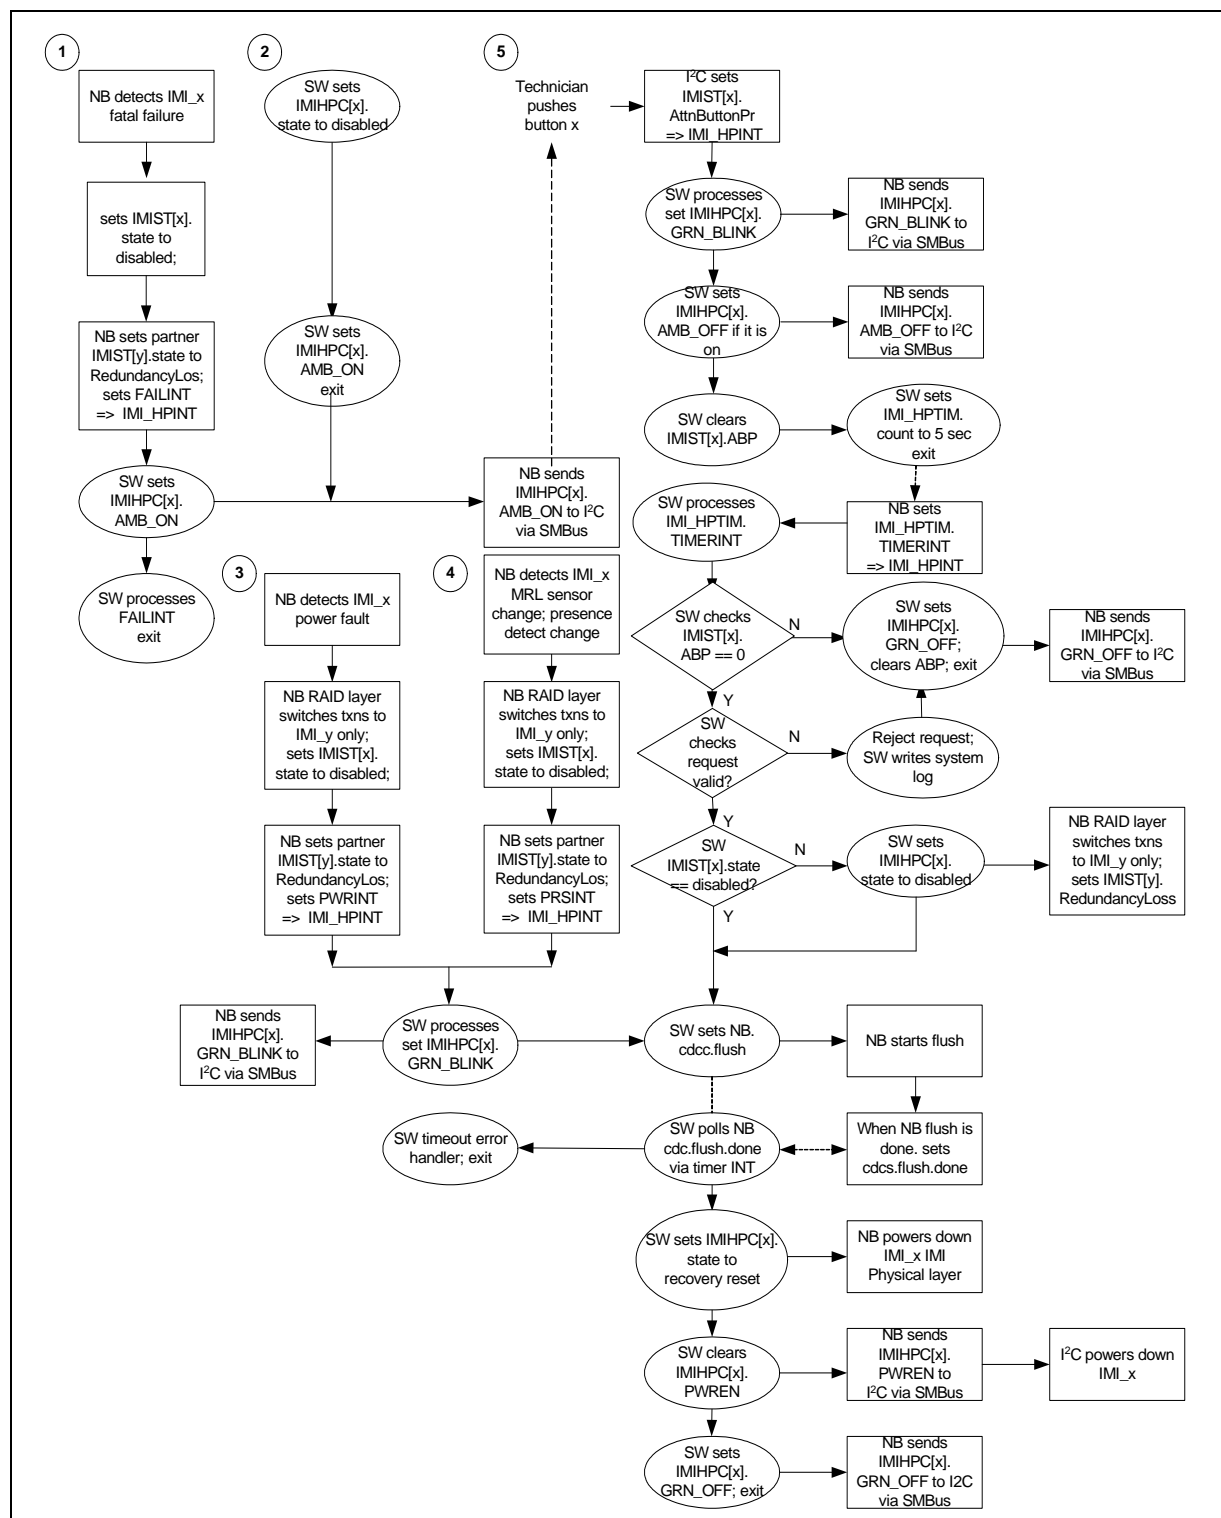 1
NB detects IMI_x
fatal failure
sets IMIST[x].
state to
disabled;
NB sets partner
IMIST[y].state to
RedundancyLos;
sets FAILINT
=> IMI_HPINT
SW sets
IMIHPC[x].
AMB_ON
SW processes
FAILINT
exit
2
SW sets
IMIHPC[x].
state to disabled
SW sets
IMIHPC[x].
AMB_ON
exit
NB sends
IMIHPC[x].
AMB_ON to I²C
via SMBus
3
NB detects IMI_x
power fault
NB RAID layer
switches txns to
IMI_y only;
sets IMIST[x].
state to disabled;
NB sets partner
IMIST[y].state to
RedundancyLos;
sets PWRINT
=> IMI_HPINT
4
NB detects IMI_x
MRL sensor
change; presence
detect change
NB RAID layer
switches txns to
IMI_y only;
sets IMIST[x].
state to disabled;
NB sets partner
IMIST[y].state to
RedundancyLos;
sets PRSINT
=> IMI_HPINT
NB sends
IMIHPC[x].
GRN_BLINK to
I²C via SMBus
SW processes
set IMIHPC[x].
GRN_BLINK
5
Technician
pushes
button x
I²C sets
IMIST[x].
AttnButtonPr
=> IMI_HPINT
SW processes
set IMIHPC[x].
GRN_BLINK
NB sends
IMIHPC[x].
GRN_BLINK to
I²C via SMBus
SW sets
IMIHPC[x].
AMB_OFF if it is
on
NB sends
IMIHPC[x].
AMB_OFF to I²C
via SMBus
SW clears
IMIST[x].ABP
SW sets
IMI_HPTIM.
count to 5 sec
exit
NB sets
IMI_HPTIM.
TIMERINT
=> IMI_HPINT
SW processes
IMI_HPTIM.
TIMERINT
SW checks
IMIST[x].
ABP == 0
N
SW sets
IMIHPC[x].
GRN_OFF;
clears ABP; exit
NB sends
IMIHPC[x].
GRN_OFF to I²C
via SMBus
Y
SW
checks
request
valid?
N
Reject request;
SW writes system
log
Y
SW
IMIST[x].state
== disabled?
N
SW sets
IMIHPC[x].
state to disabled
NB RAID layer
switches txns
to IMI_y only;
sets IMIST[y].
RedundancyLoss
Y
SW sets NB.
cdcc.flush
NB starts flush
SW polls NB
cdc.flush.done
via timer INT
When NB flush is
done. sets
cdcs.flush.done
SW timeout error
handler; exit
SW sets IMIHPC[x].
state to
recovery reset
NB powers down
IMI_x IMI
Physical layer
SW clears
IMIHPC[x].
PWREN
NB sends
IMIHPC[x].
PWREN to
I²C via SMBus
I²C powers down
IMI_x
SW sets
IMIHPC[x].
GRN_OFF; exit
NB sends
IMIHPC[x].
GRN_OFF to I2C
via SMBus